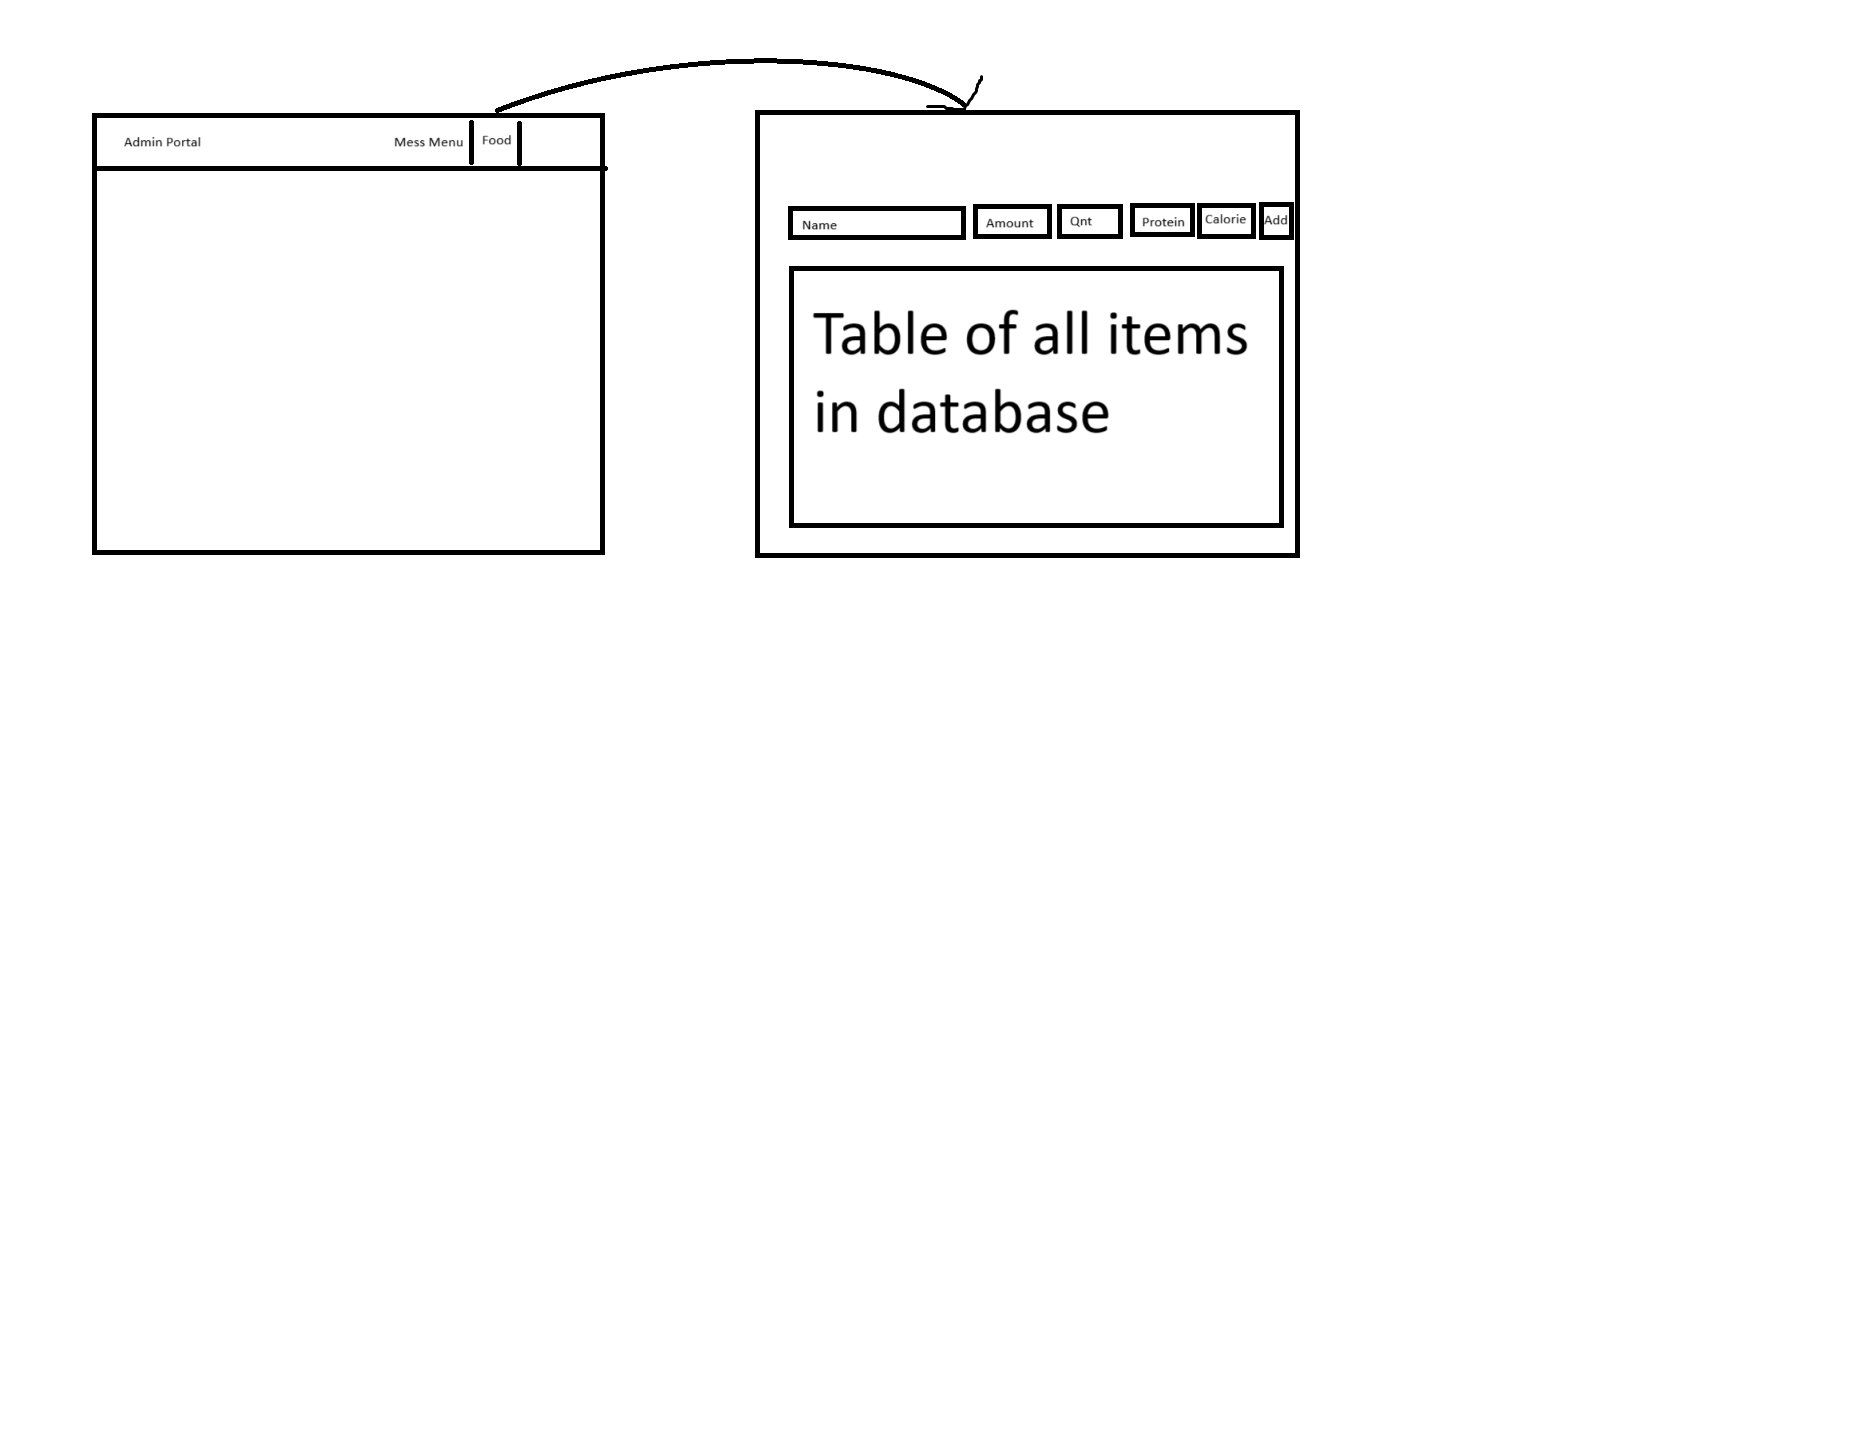 Admin Portal
Mess Menu
Food
Name
Amount
Qnt
Protein
Calorie
Add
Table of all items
in database